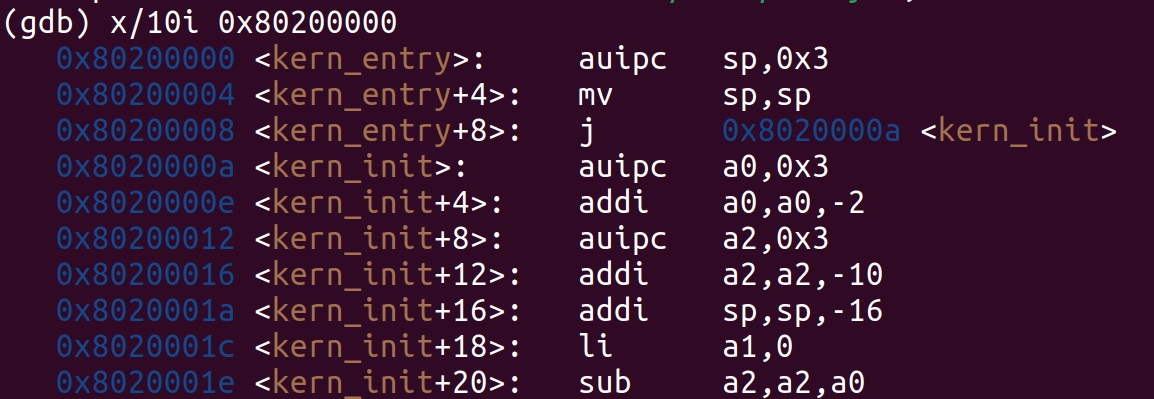 (gdb) x/10i 0x80200000
0x80200000 <kern_entry>: auipc sp,0x3
0x80200004 <kern_entry+4>: mv sp,sp
0x80200008 <kern_entry+8>: j 0x8020000a <kern_init>
0x8020000a <kern_init>: auipc a0,0x3
0x8020000e <kern_init+4>: addi a0,a0,-2
0x80200012 <kern_init+8>: auipc a2,0x3
0x80200016 <kern_init+12>: addi a2,a2,-10
0x8020001a <kern_init+16>: addi sp,sp,-16
0x8020001c <kern_init+18>: li a1,0
0x8020001e <kern_init+20>: sub a2,a2,a0